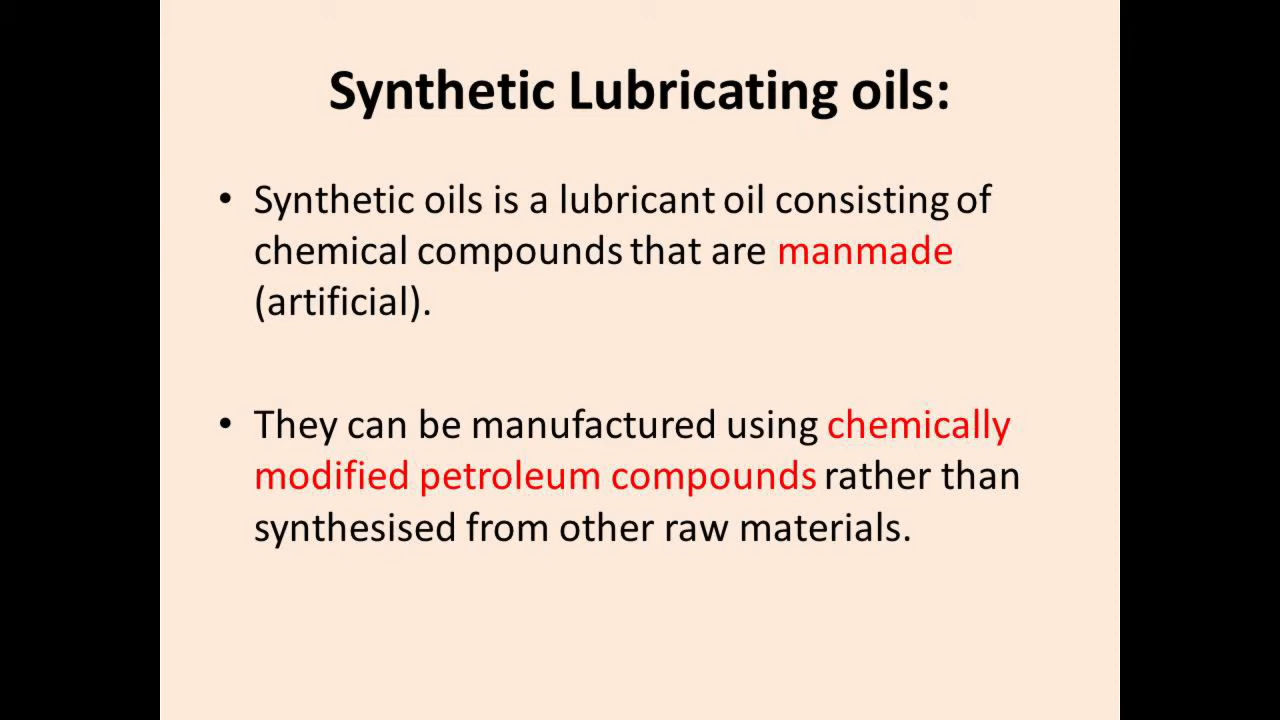 Synthetic Lubricating oils:
• Synthetic oils is a lubricant oil consisting of
chemical compounds that are manmade
(artificial).
• They can be manufactured using chemically
modified petroleum compounds rather than
synthesised from other raw materials.